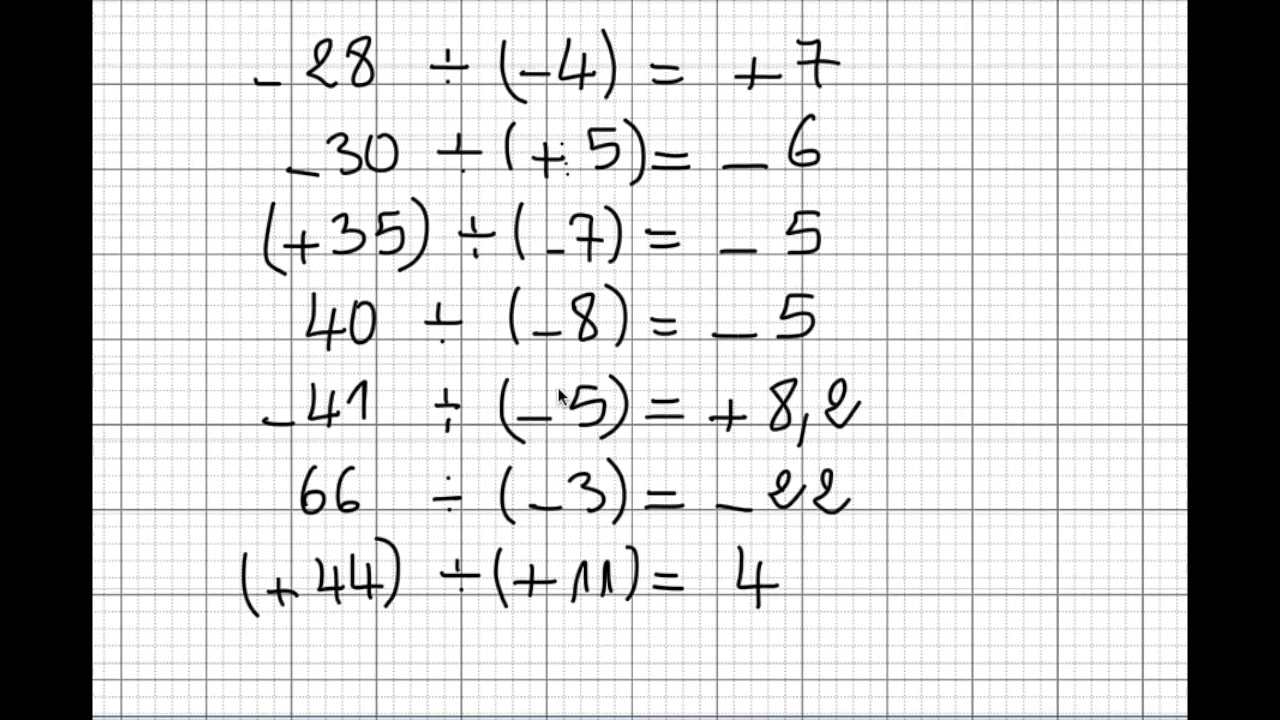 - 28 ÷ (-4) = + 7
- 30 ÷ (+ 5) = - 6
(+35) ÷ (-7) = - 5
40 ÷ (-8) = - 5
- 41 ÷ (-5) = + 8,2
66 ÷ (-3) = - 22
(+44) ÷ (+11) = 4